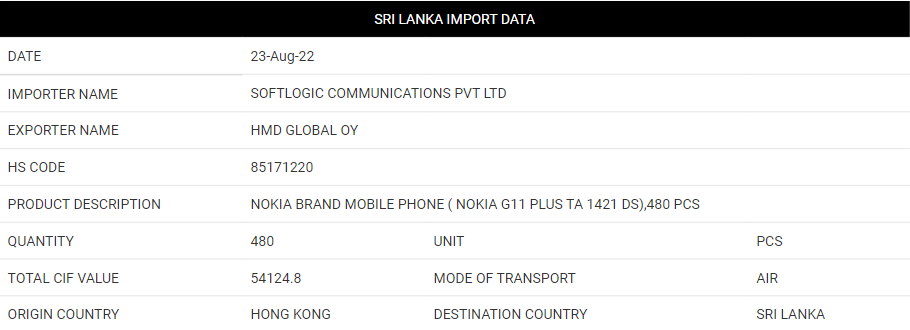 SRI LANKA IMPORT DATA
DATE 23-Aug-22
IMPORTER NAME SOFTLOGIC COMMUNICATIONS PVT LTD
EXPORTER NAME HMD GLOBAL OY
HS CODE 85171220
PRODUCT DESCRIPTION NOKIA BRAND MOBILE PHONE ( NOKIA G11 PLUS TA 1421 DS),480 PCS
QUANTITY 480 UNIT PCS
TOTAL CIF VALUE 54124.8 MODE OF TRANSPORT AIR
ORIGIN COUNTRY HONG KONG DESTINATION COUNTRY SRI LANKA